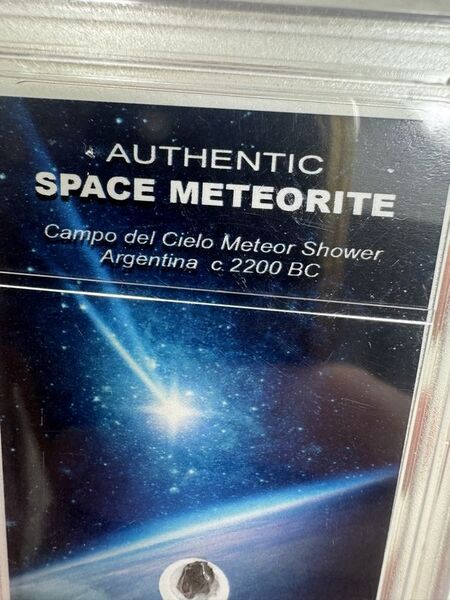 AUTHENTIC
SPACE METEORITE
Campo del Cielo Meteor Shower
Argentina c 2200 BC